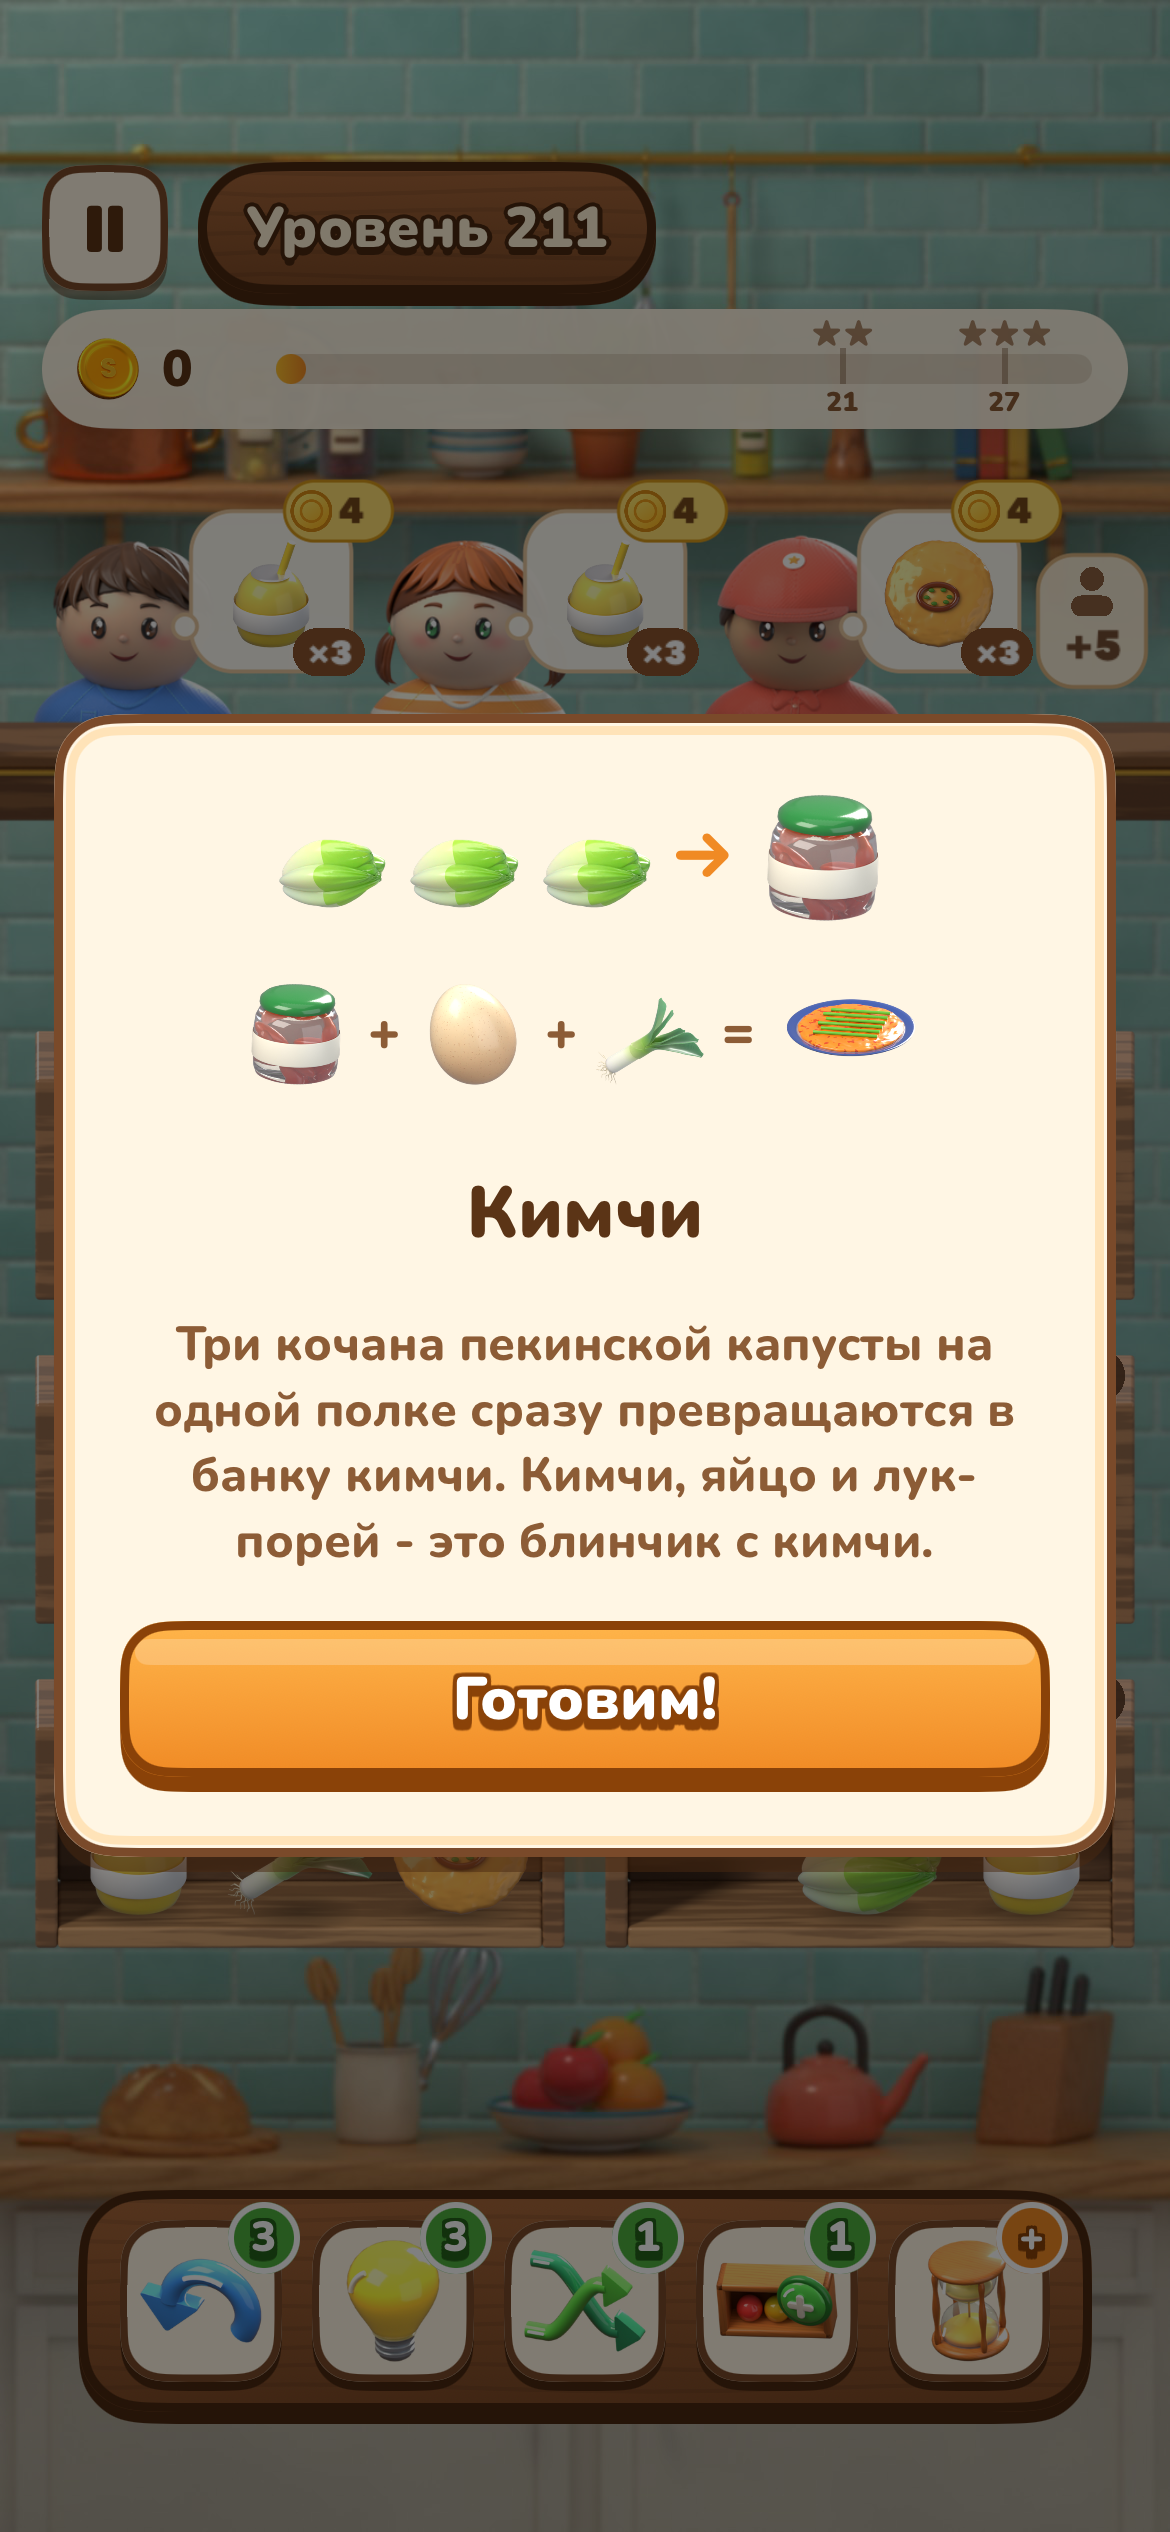 Уровень 211
0
21
27
4
4
4
×3
×3
×3
+5
+ + =
Кимчи
Три кочана пекинской капусты на
одной полке сразу превращаются в
банку кимчи. Кимчи, яйцо и лук-
порей - это блинчик с кимчи.
Готовим!
3
3
1
1
+